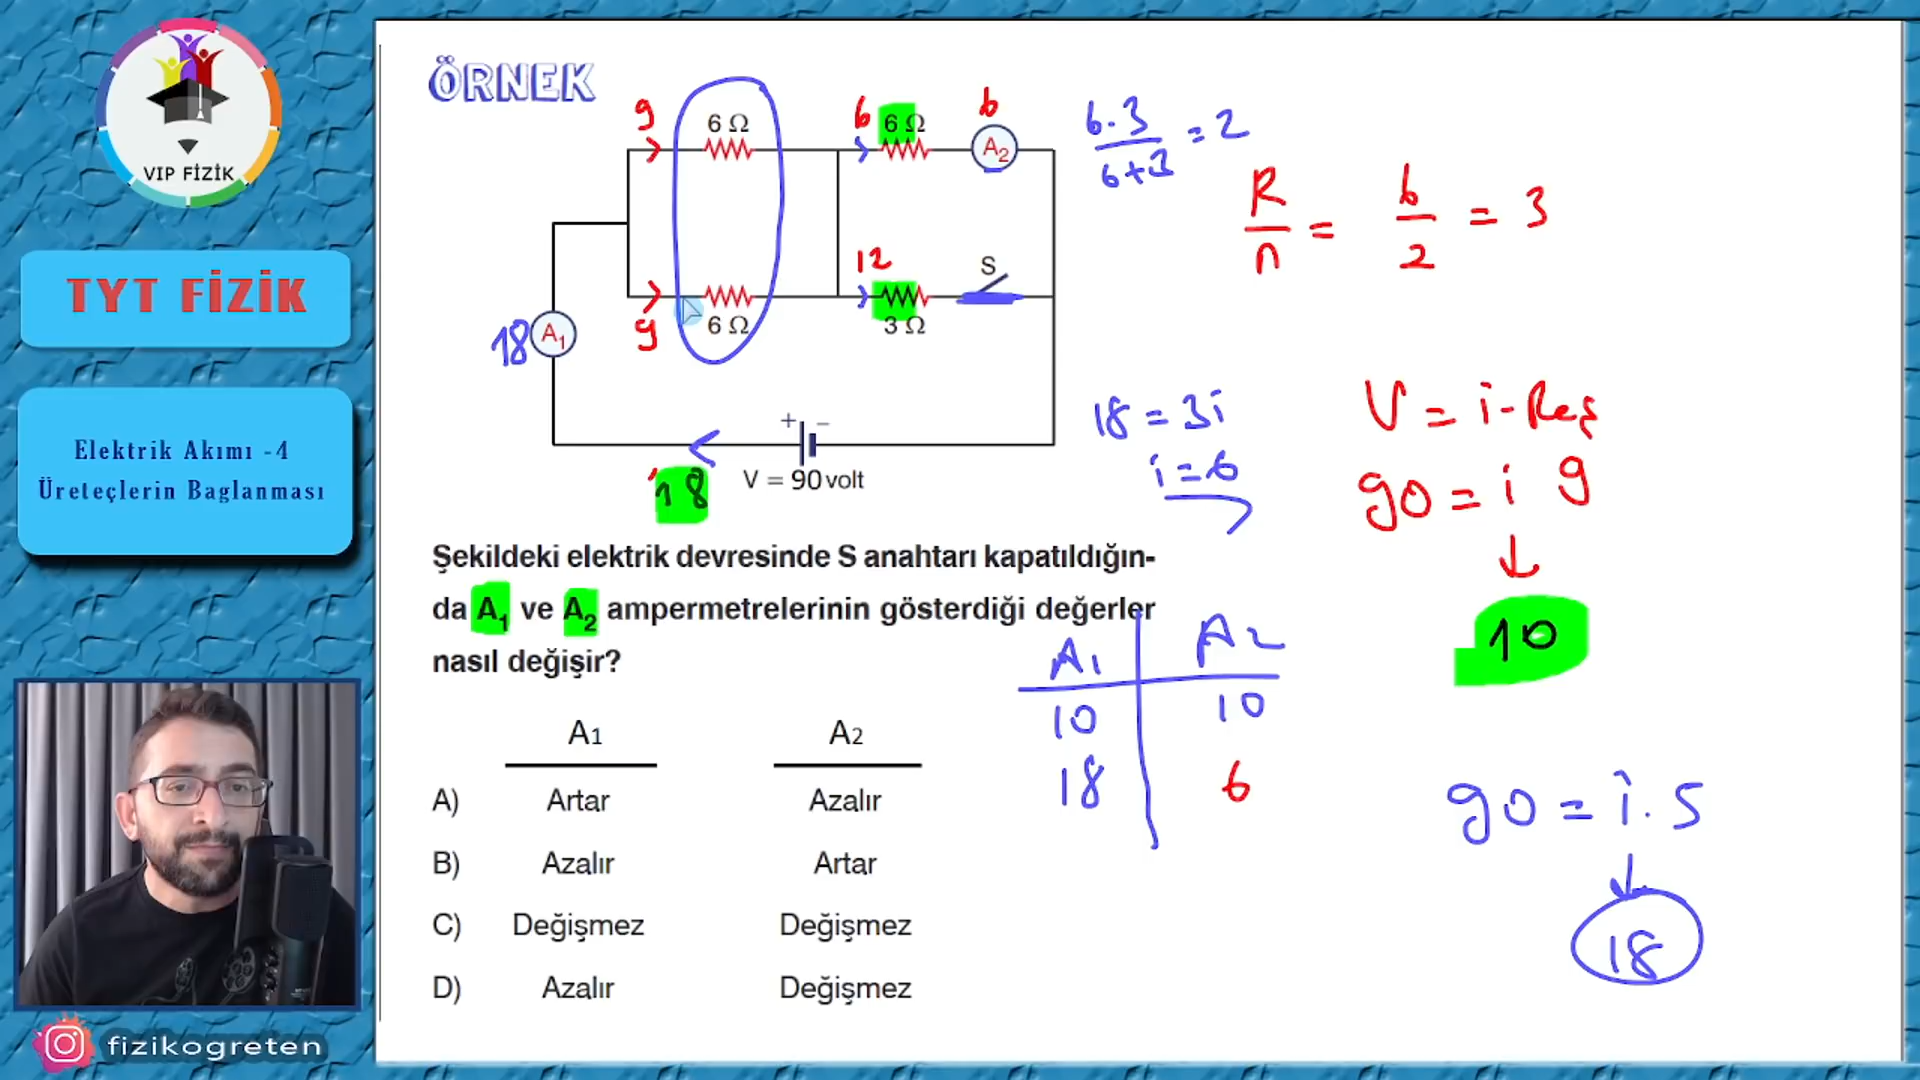 VIP FİZİK
TYT FİZİK
Elektrik Akımı -4
Üreteçlerin Baglanması
fizikogreten
ÖRNEK
9
6 Ω
6
6 Ω
6
A2
6·3
6+3
= 2
R
n
=
6
2
= 3
12
S
9
6 Ω
3 Ω
18
A1
+ −
18
V = 90 volt
18 = 3i
i = 6
V = i·Reş
90 = i 9
10
Şekildeki elektrik devresinde S anahtarı kapatıldığın-
da A1 ve A2 ampermetrelerinin gösterdiği değerler
nasıl değişir?
A1 A2
10 10
18 6
90 = i.5
18
A1 A2
A) Artar Azalır
B) Azalır Artar
C) Değişmez Değişmez
D) Azalır Değişmez